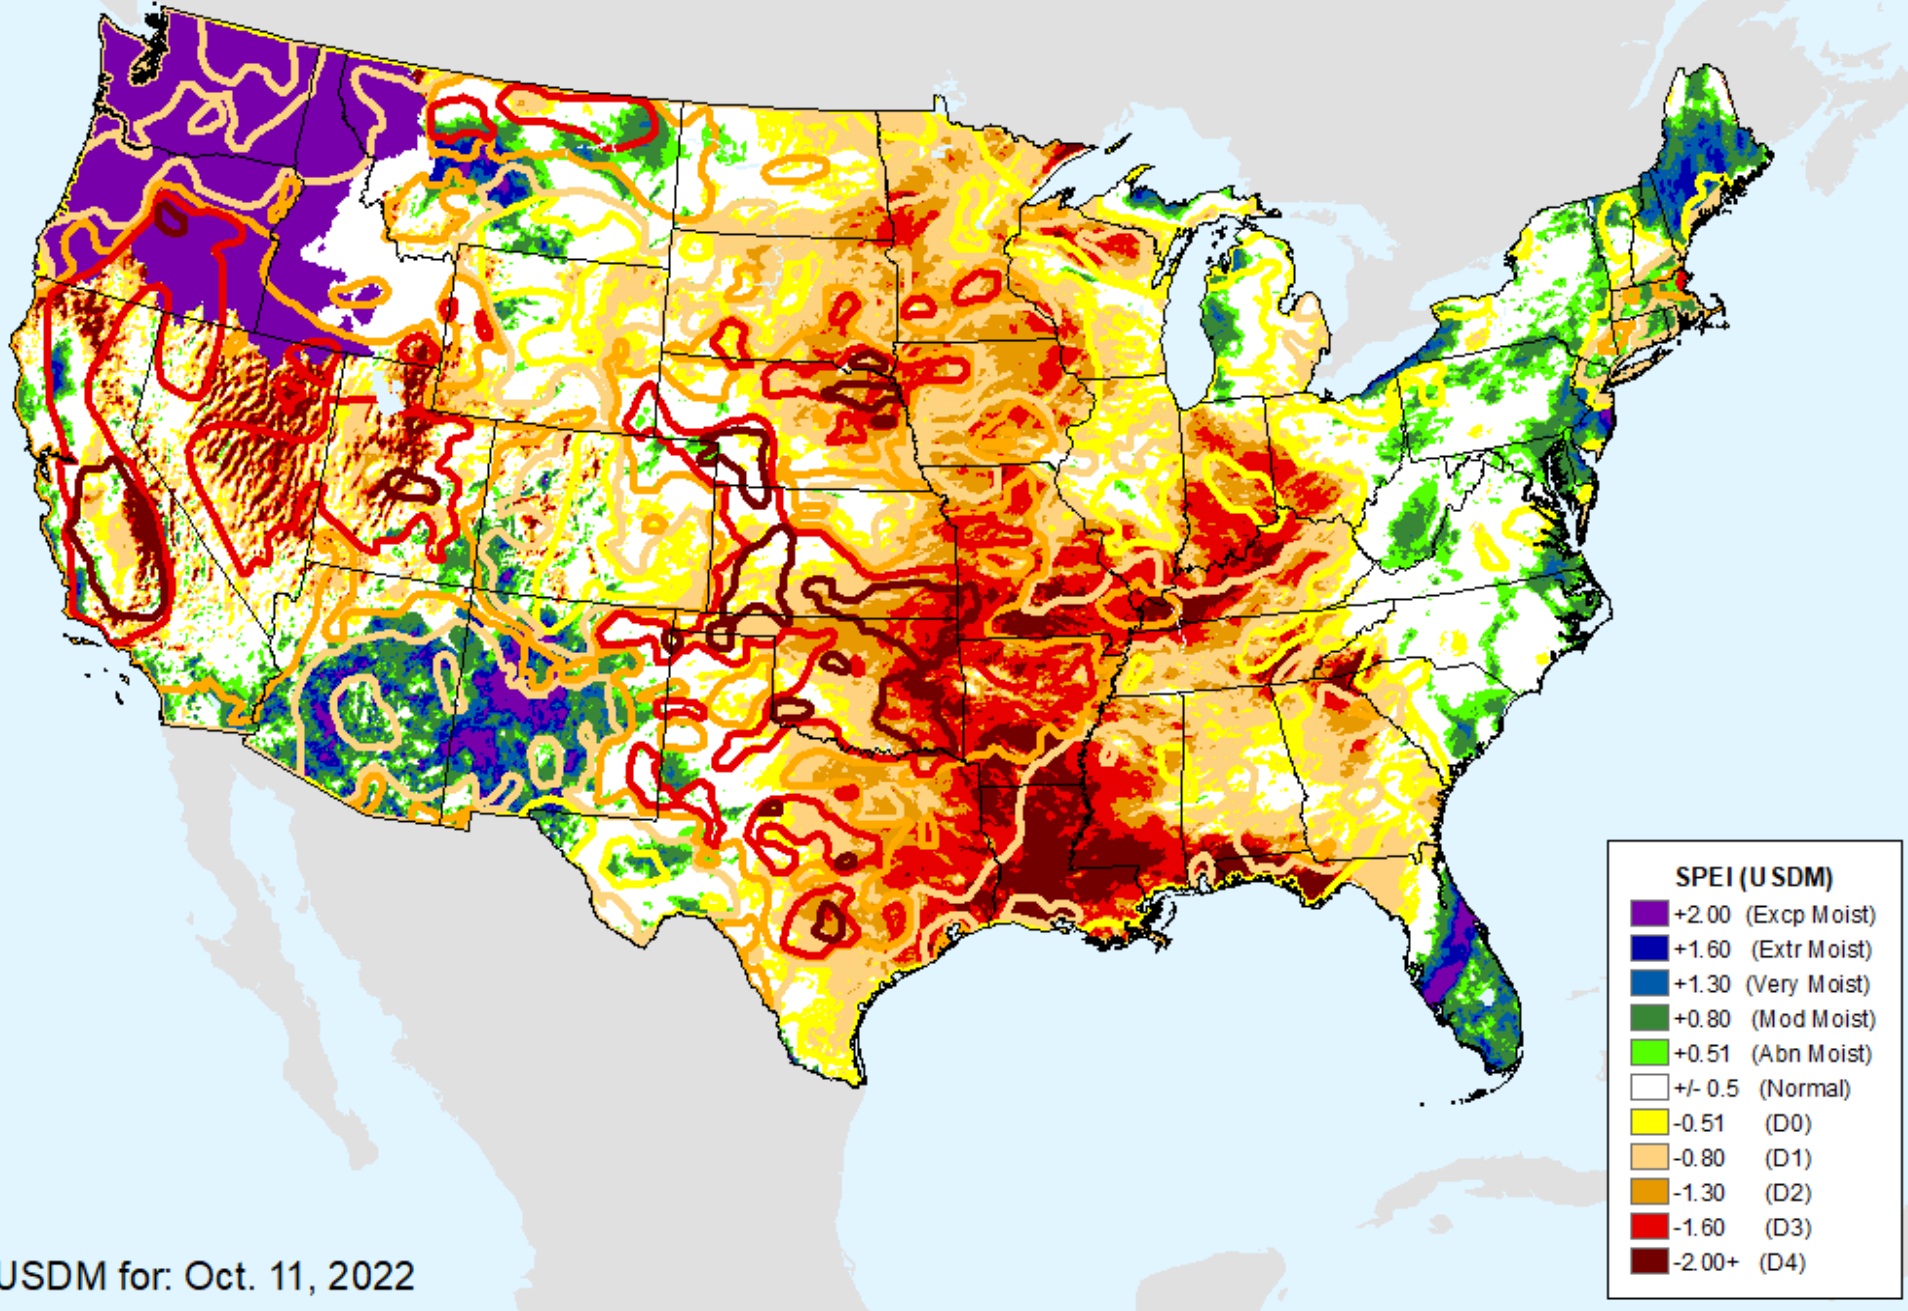 SPEI (USDM)
+2.00 (Excp Moist)
+1.60 (Extr Moist)
+1.30 (Very Moist)
+0.80 (Mod Moist)
+0.51 (Abn Moist)
+/- 0.5 (Normal)
-0.51 (D0)
-0.80 (D1)
-1.30 (D2)
-1.60 (D3)
-2.00+ (D4)
USDM for: Oct. 11, 2022